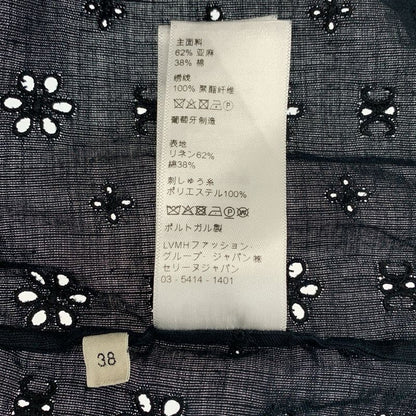 主面料
62% 亚麻
38% 棉
绣线
100% 聚酯纤维
葡萄牙制造
表地
リネン62%
綿38%
刺しゅう糸
ポリエステル100%
ポルトガル製
LVMHファッション・
グループ・ジャパン㈱
セリーヌジャパン
03-5414-1401
38